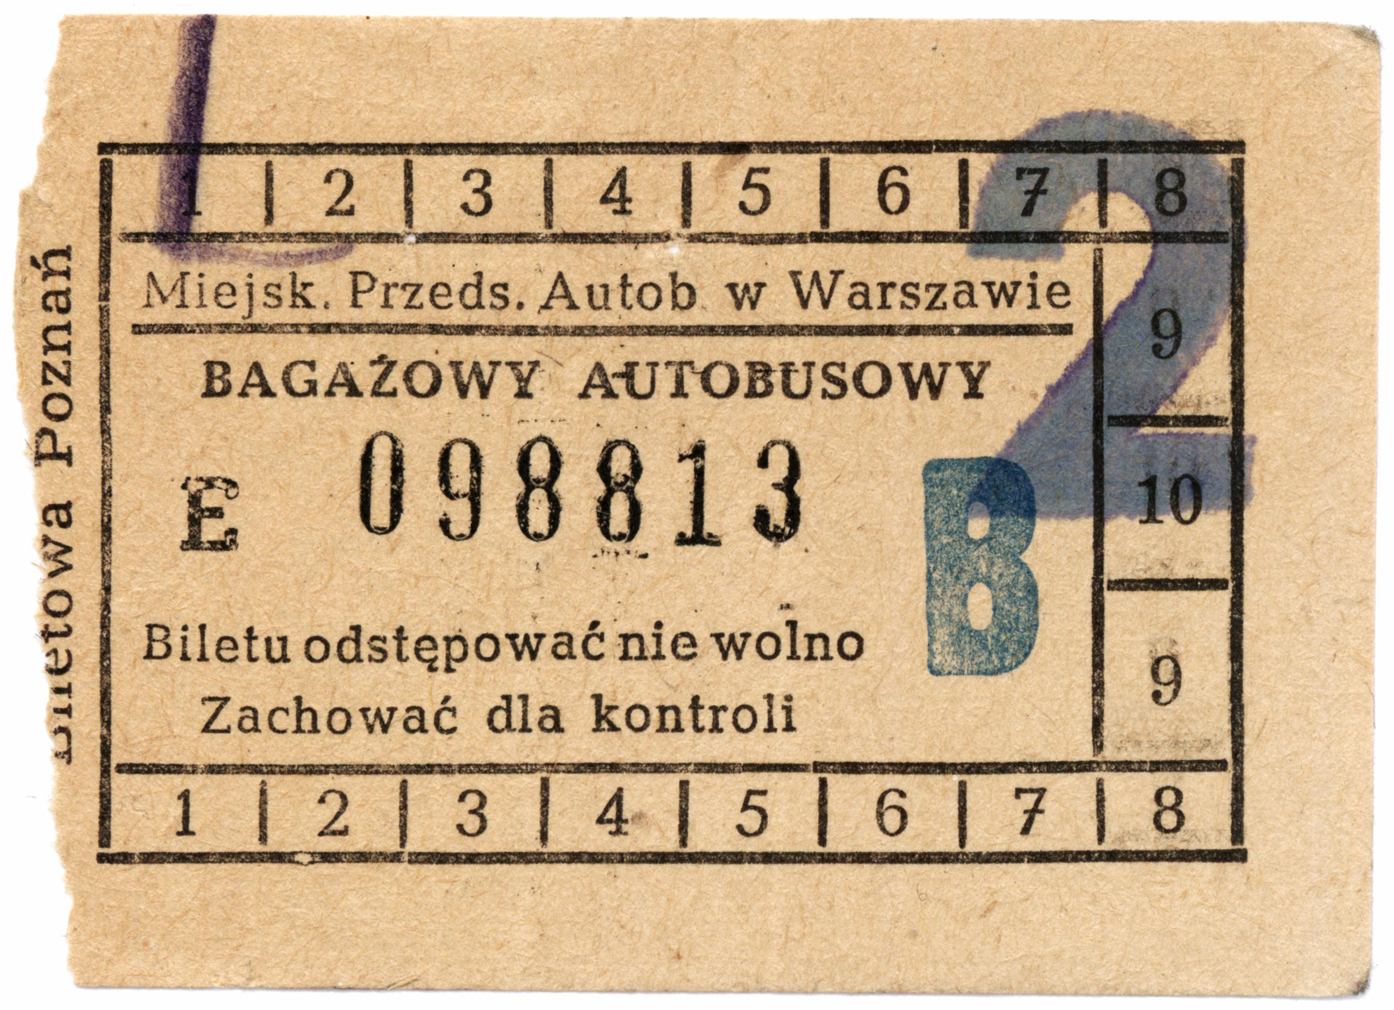 1 2 3 4 5 6 7 8
Miejsk. Przeds. Autob. w Warszawie
BAGAŻOWY AUTOBUSOWY
E 098813
B
2
Biletu odstępować nie wolno
Zachować dla kontroli
9
10
9
1 2 3 4 5 6 7 8
Biletowa Poznań